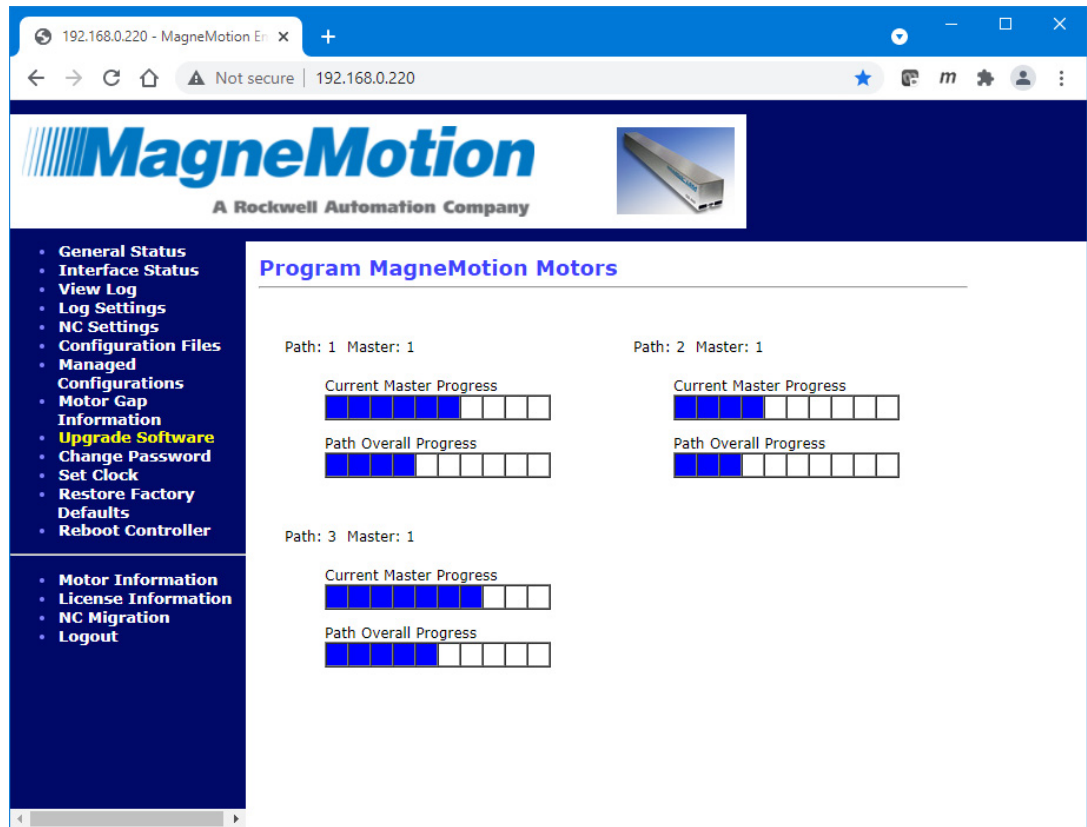 192.168.0.220 - MagneMotion En
Not secure | 192.168.0.220
m
MagneMotion
A Rockwell Automation Company
General Status
Interface Status
View Log
Log Settings
NC Settings
Configuration Files
Managed
Configurations
Motor Gap
Information
Upgrade Software
Change Password
Set Clock
Restore Factory
Defaults
Reboot Controller
Motor Information
License Information
NC Migration
Logout
Program MagneMotion Motors
Path: 1 Master: 1
Current Master Progress
Path Overall Progress
Path: 2 Master: 1
Current Master Progress
Path Overall Progress
Path: 3 Master: 1
Current Master Progress
Path Overall Progress